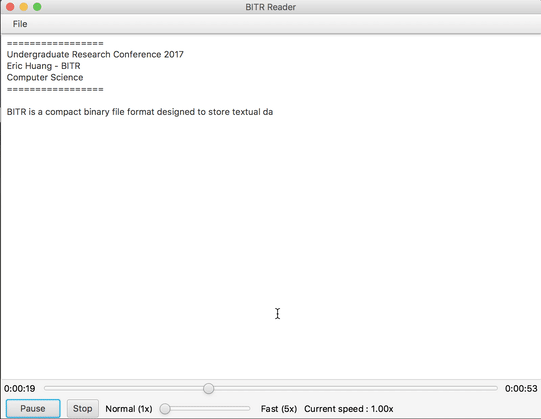 BITR Reader
File
=================
Undergraduate Research Conference 2017
Eric Huang - BITR
Computer Science
=================
BITR is a compact binary file format designed to store textual da
0:00:19 0:00:53
Pause Stop Normal (1x) Fast (5x) Current speed : 1.00x